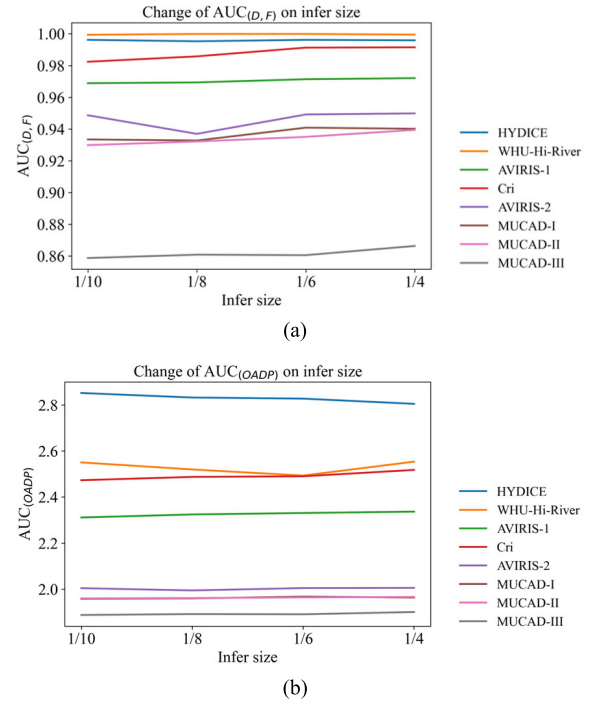 Change of AUC(D, F) on infer size
1.00
0.98
0.96
0.94
0.92
0.90
0.88
0.86
AUC(D, F)
1/10 1/8 1/6 1/4
Infer size
HYDICE
WHU-Hi-River
AVIRIS-1
Cri
AVIRIS-2
MUCAD-I
MUCAD-II
MUCAD-III
(a)
Change of AUC(OADP) on infer size
2.8
2.6
2.4
2.2
2.0
AUC(OADP)
1/10 1/8 1/6 1/4
Infer size
HYDICE
WHU-Hi-River
AVIRIS-1
Cri
AVIRIS-2
MUCAD-I
MUCAD-II
MUCAD-III
(b)